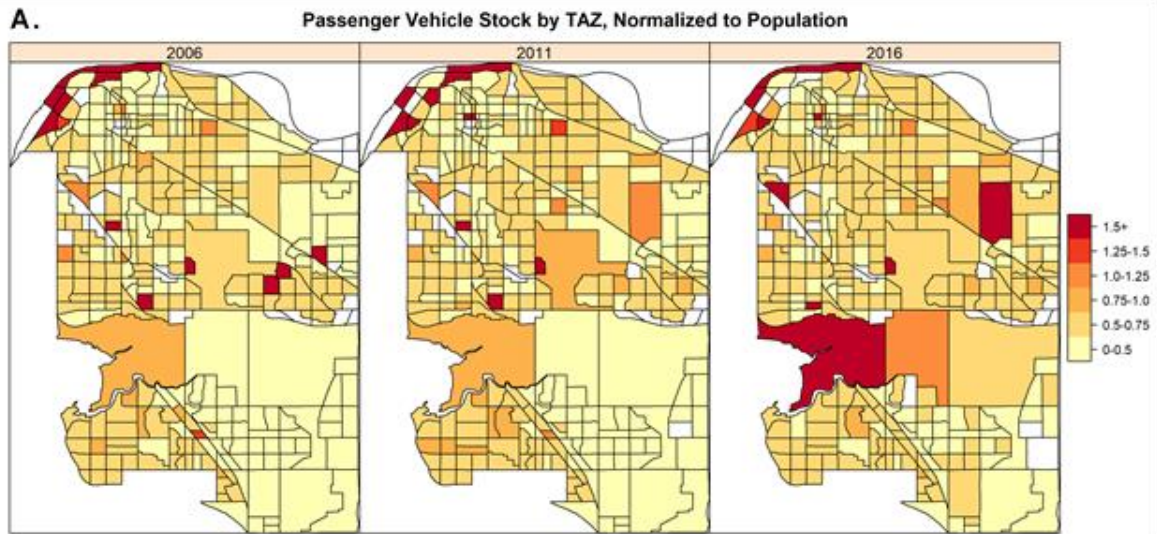 A.
Passenger Vehicle Stock by TAZ, Normalized to Population
2006 2011 2016
1.5+
1.25-1.5
1.0-1.25
0.75-1.0
0.5-0.75
0-0.5